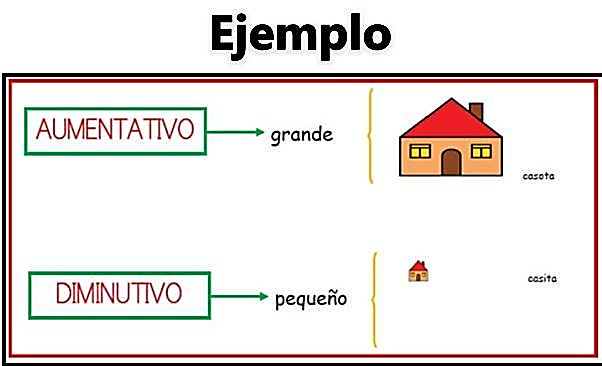 Ejemplo
AUMENTATIVO
grande
casota
DIMINUTIVO
pequeño
casita